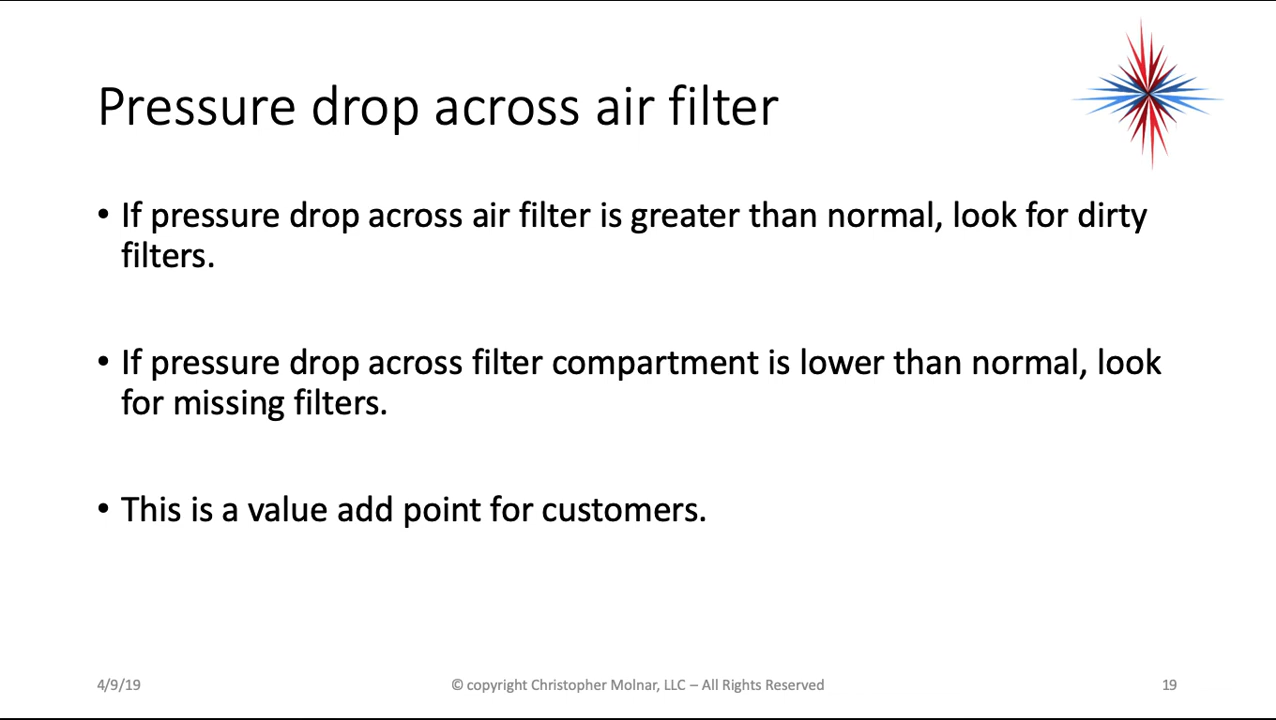 Pressure drop across air filter
• If pressure drop across air filter is greater than normal, look for dirty
filters.
• If pressure drop across filter compartment is lower than normal, look
for missing filters.
• This is a value add point for customers.
4/9/19
© copyright Christopher Molnar, LLC – All Rights Reserved
19